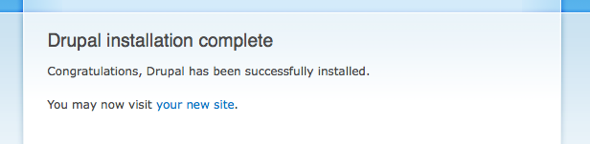 Drupal installation complete
Congratulations, Drupal has been successfully installed.
You may now visit your new site.